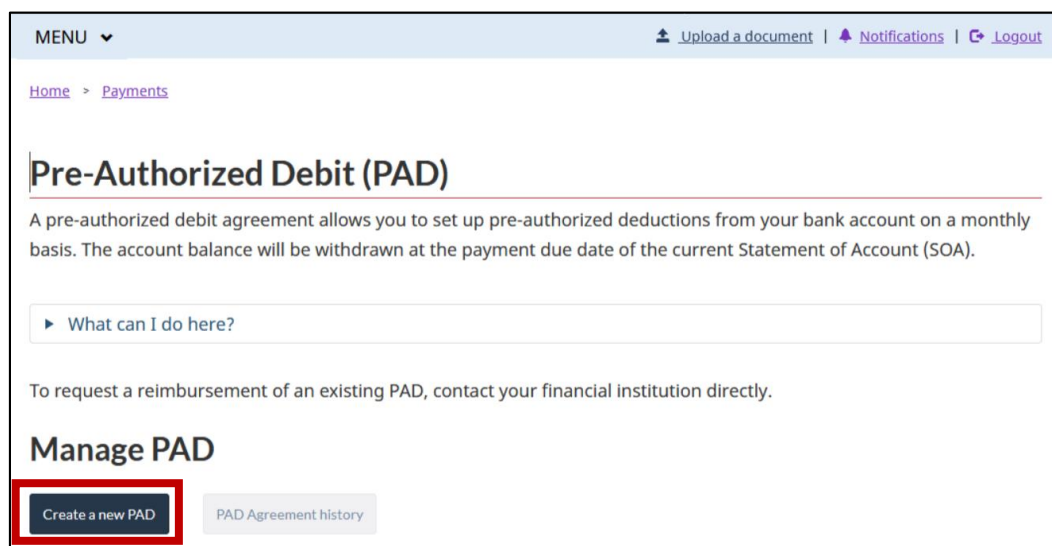 MENU
Upload a document | Notifications | Logout
Home > Payments
Pre-Authorized Debit (PAD)
A pre-authorized debit agreement allows you to set up pre-authorized deductions from your bank account on a monthly
basis. The account balance will be withdrawn at the payment due date of the current Statement of Account (SOA).
What can I do here?
To request a reimbursement of an existing PAD, contact your financial institution directly.
Manage PAD
Create a new PAD
PAD Agreement history